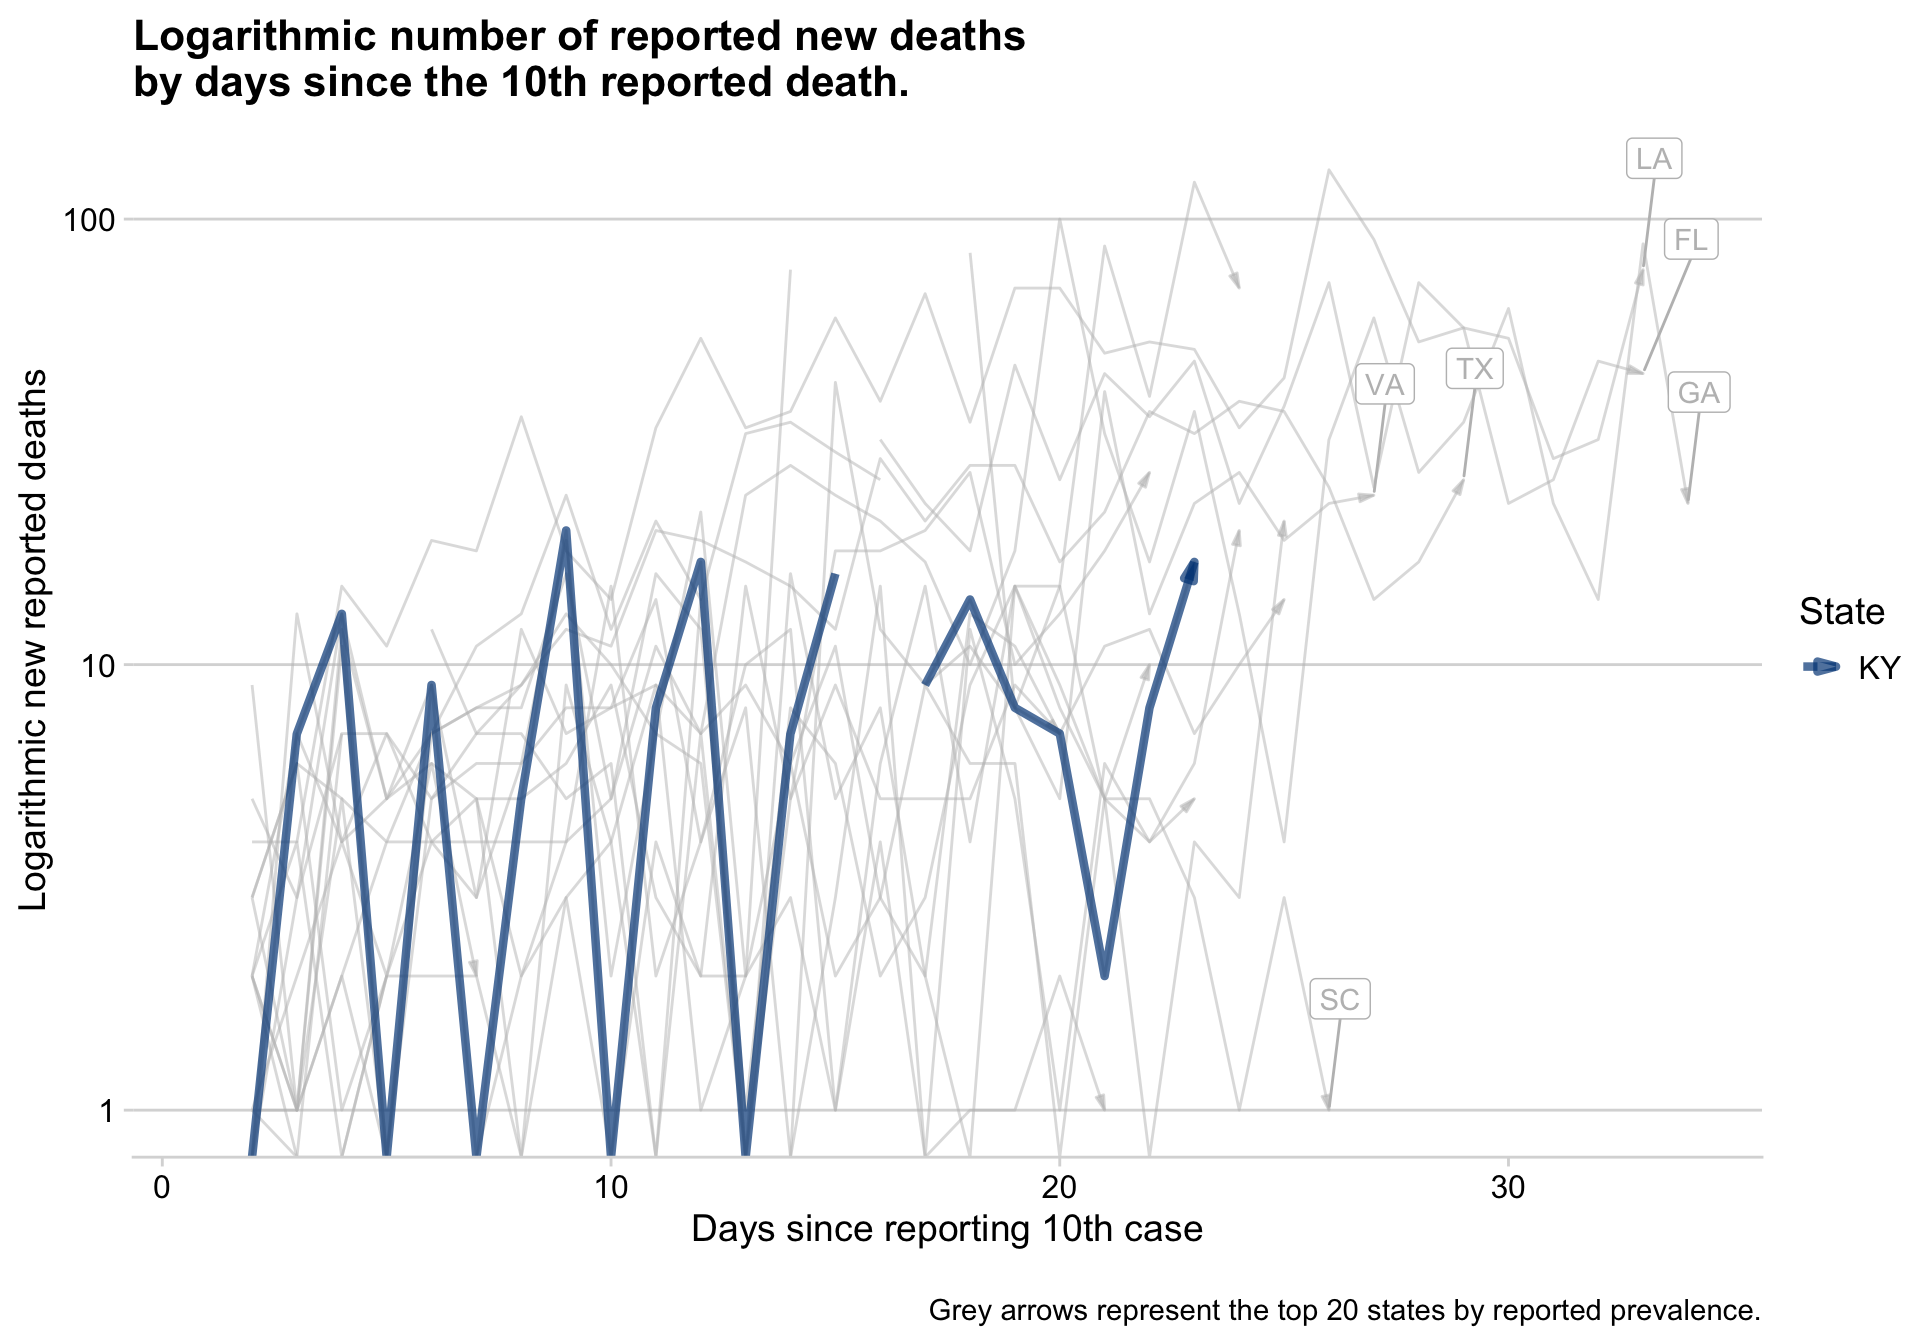 Logarithmic number of reported new deaths
by days since the 10th reported death.
LA
FL
100
TX
VA
GA
Logarithmic new reported deaths
State
10
KY
SC
1
0 10 20 30
Days since reporting 10th case
Grey arrows represent the top 20 states by reported prevalence.